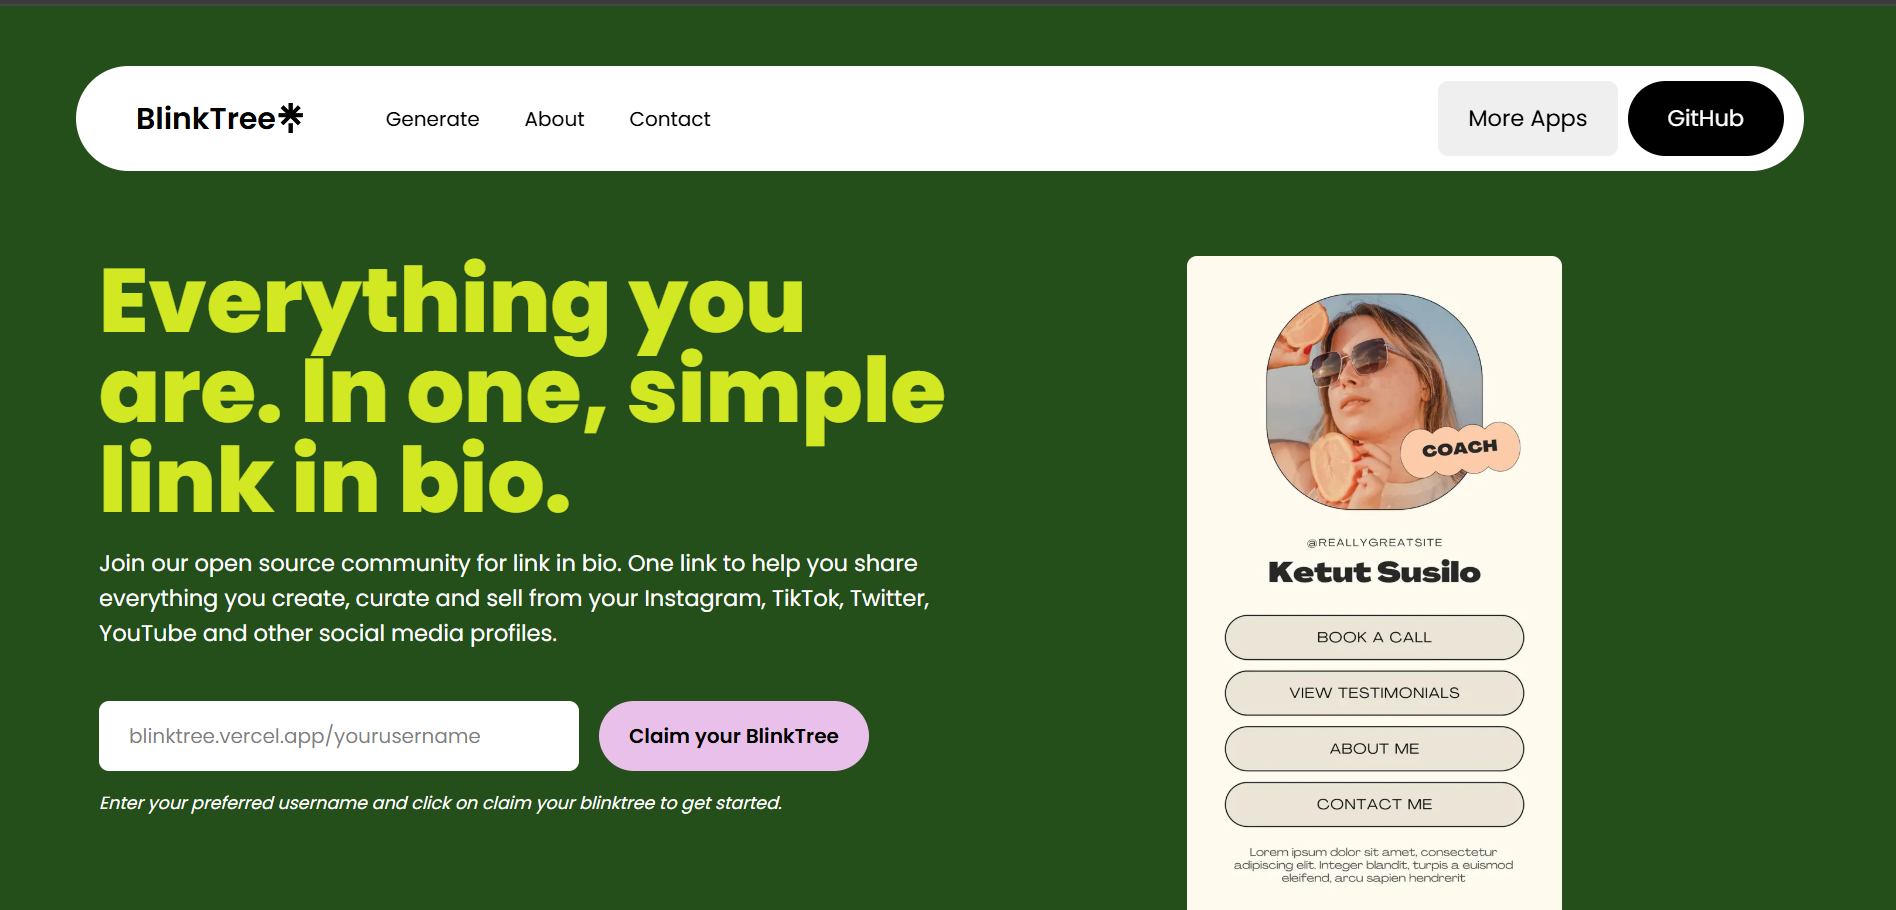 BlinkTree
Generate
About
Contact
More Apps
GitHub
Everything you
are. In one, simple
link in bio.
Join our open source community for link in bio. One link to help you share
everything you create, curate and sell from your Instagram, TikTok, Twitter,
YouTube and other social media profiles.
blinktree.vercel.app/yourusername
Claim your BlinkTree
Enter your preferred username and click on claim your blinktree to get started.
COACH
@REALLYGREATSITE
Ketut Susilo
BOOK A CALL
VIEW TESTIMONIALS
ABOUT ME
CONTACT ME
Lorem ipsum dolor sit amet, consectetur
adipiscing elit. Integer blandit, turpis a euismod
eleifend, arcu sapien hendrerit